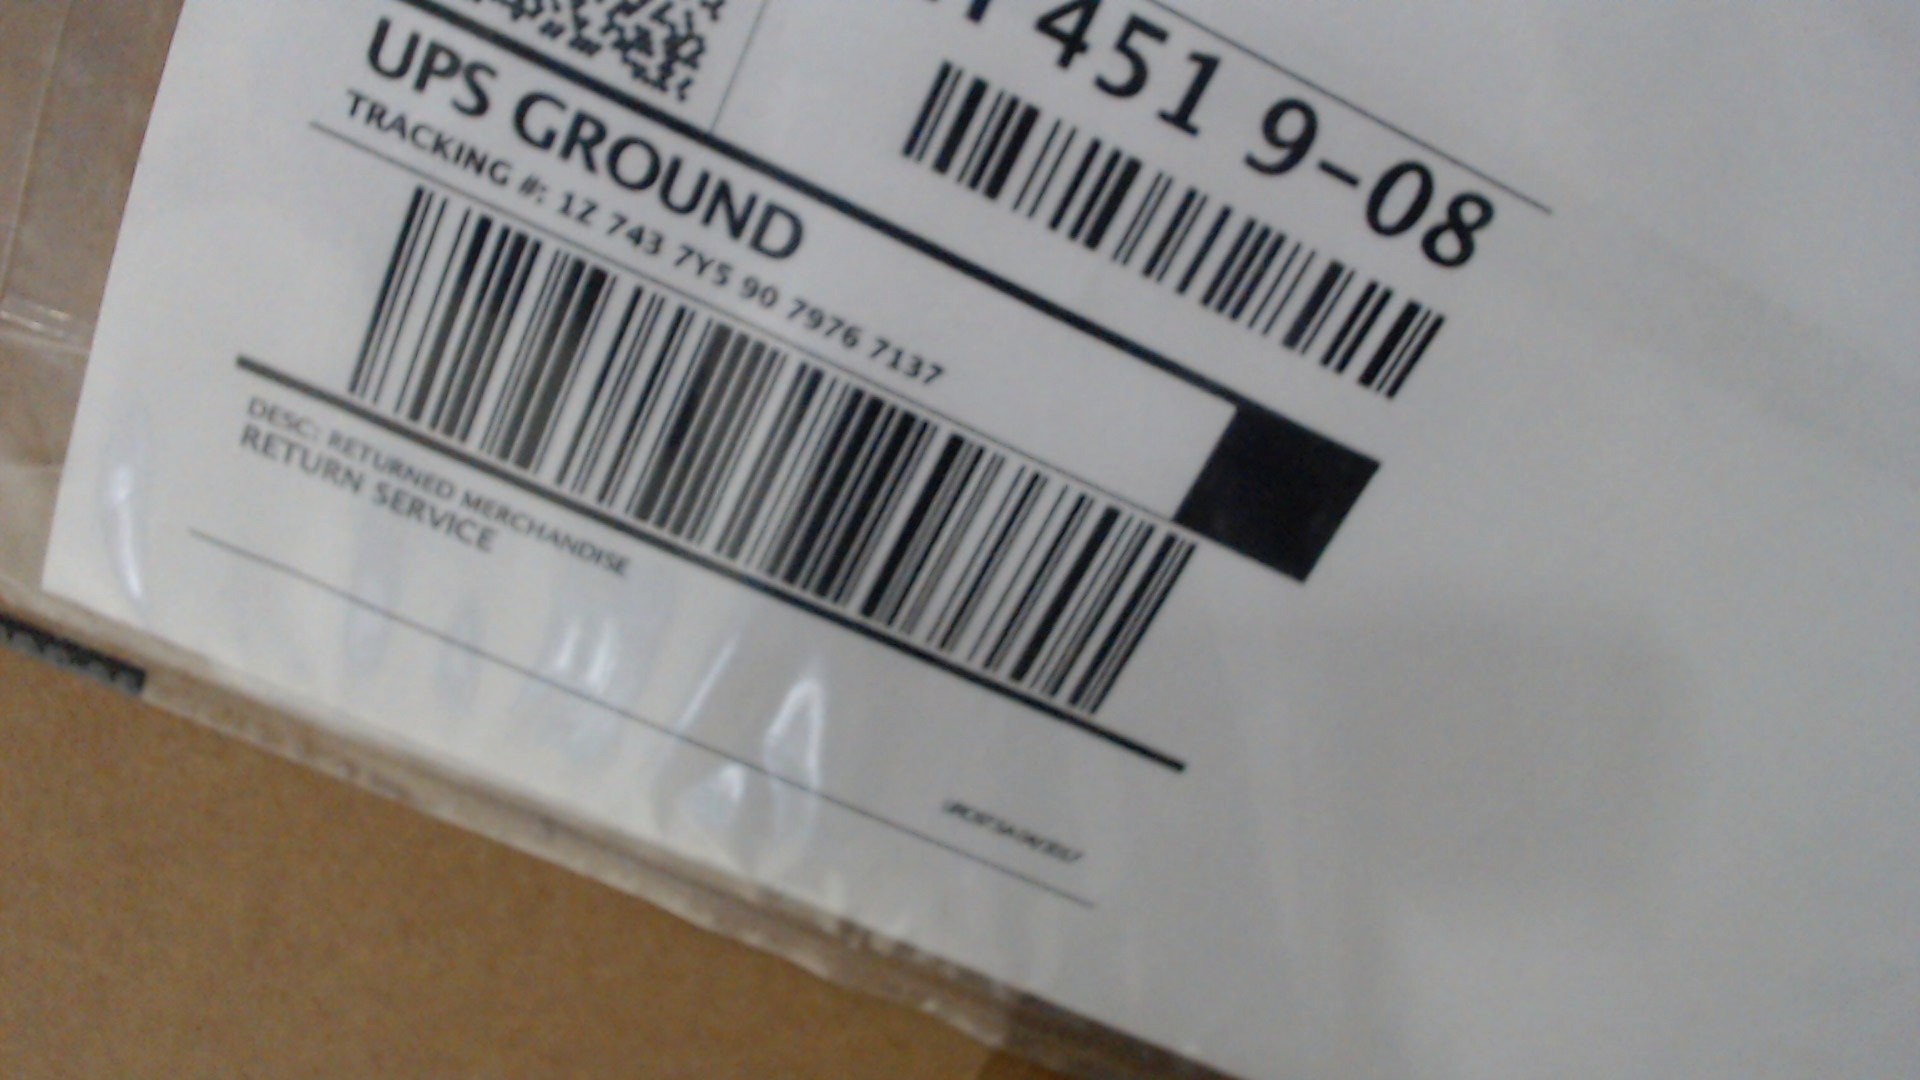 451 9-08
UPS GROUND
TRACKING #: 1Z 743 7Y5 90 7976 7137
DESC: RETURNED MERCHANDISE
RETURN SERVICE